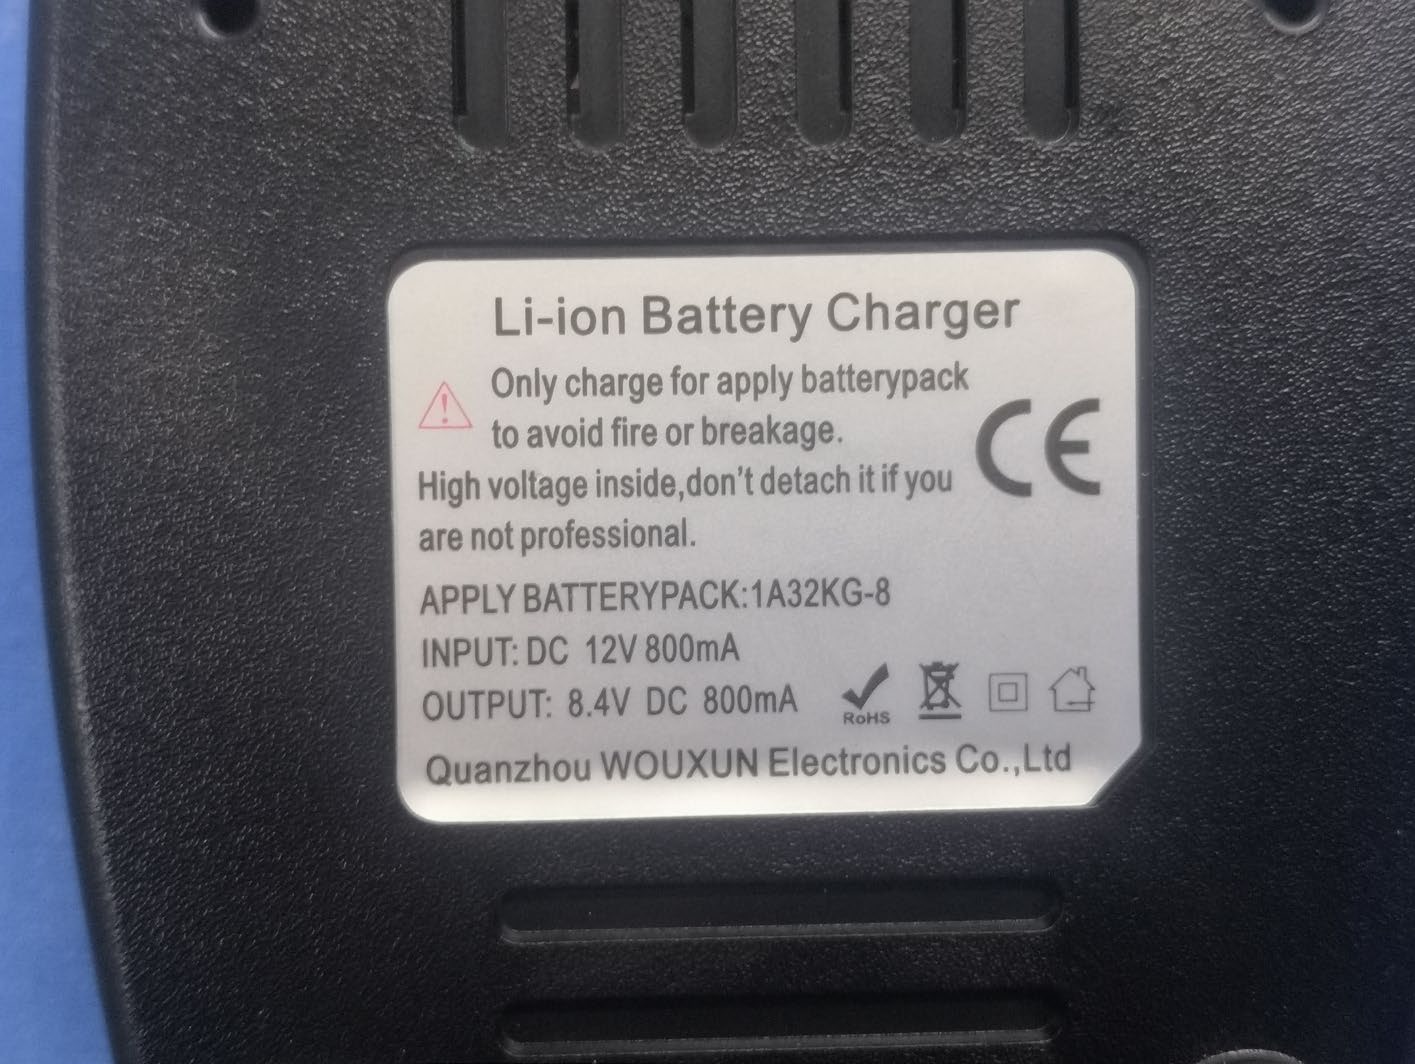 Li-ion Battery Charger
Only charge for apply batterypack
to avoid fire or breakage.
High voltage inside,don't detach it if you
are not professional.
CE
APPLY BATTERYPACK:1A32KG-8
INPUT: DC 12V 800mA
OUTPUT: 8.4V DC 800mA
RoHS
Quanzhou WOUXUN Electronics Co.,Ltd